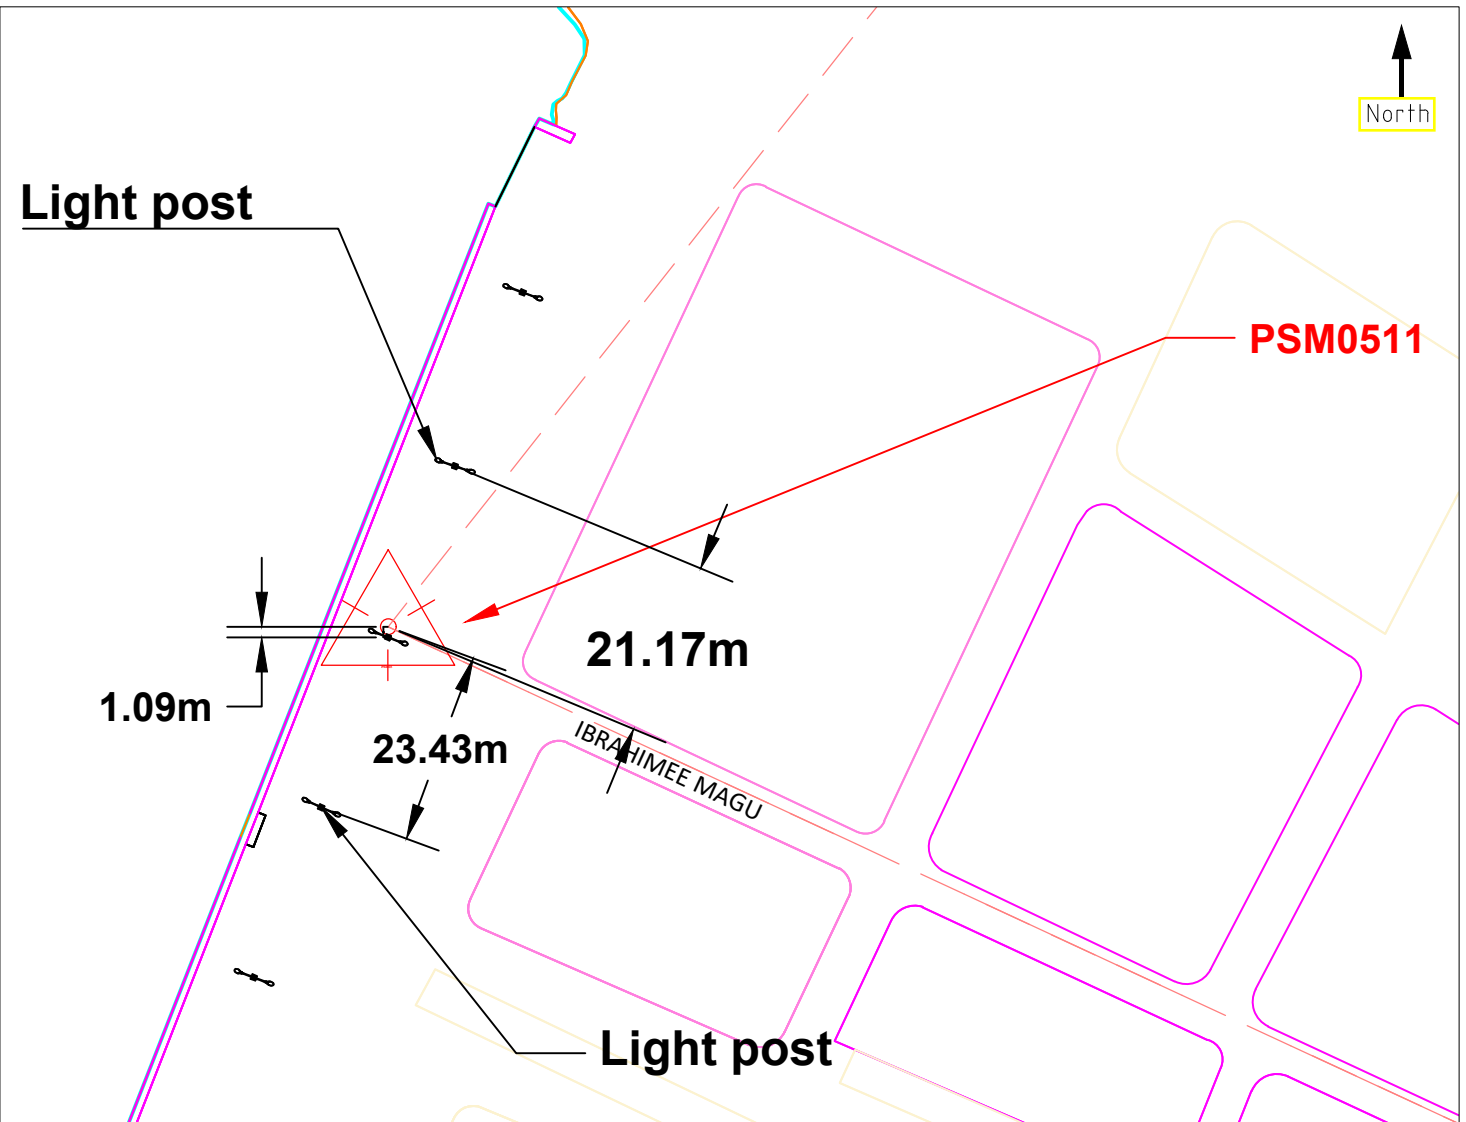 North
Light post
PSM0511
21.17m
1.09m
23.43m
IBRAHIMEE MAGU
Light post